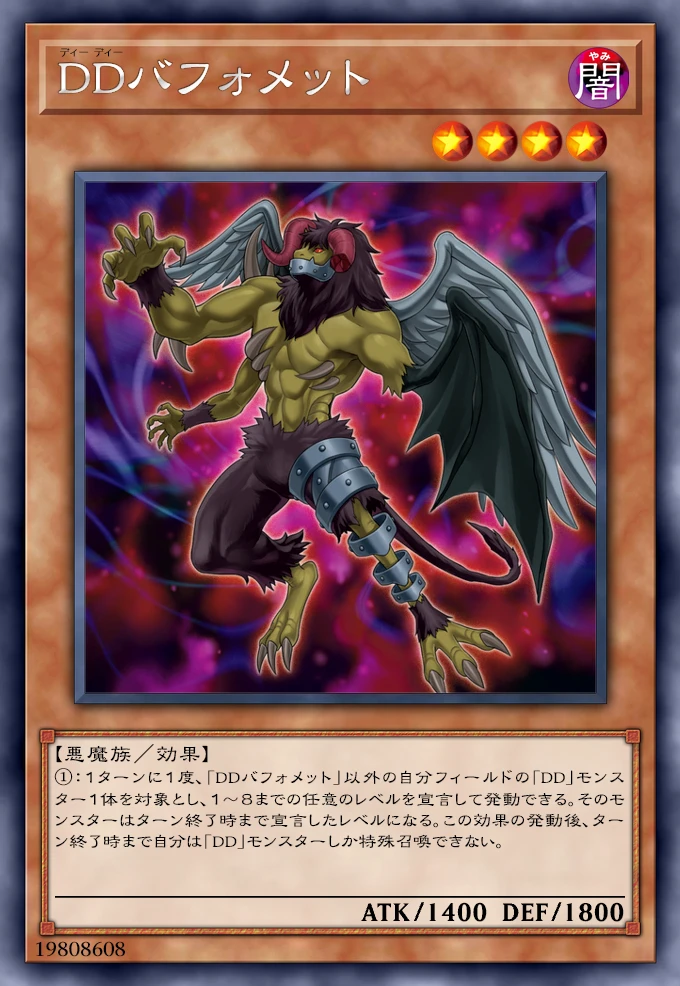 ディー ディー
DDバフォメット
やみ
闇
【悪魔族／効果】
①：1ターンに1度、「DDバフォメット」以外の自分フィールドの「DD」モンス
ター1体を対象とし、1～8までの任意のレベルを宣言して発動できる。そのモ
ンスターはターン終了時まで宣言したレベルになる。この効果の発動後、ター
ン終了時まで自分は「DD」モンスターしか特殊召喚できない。
ATK/1400 DEF/1800
19808608